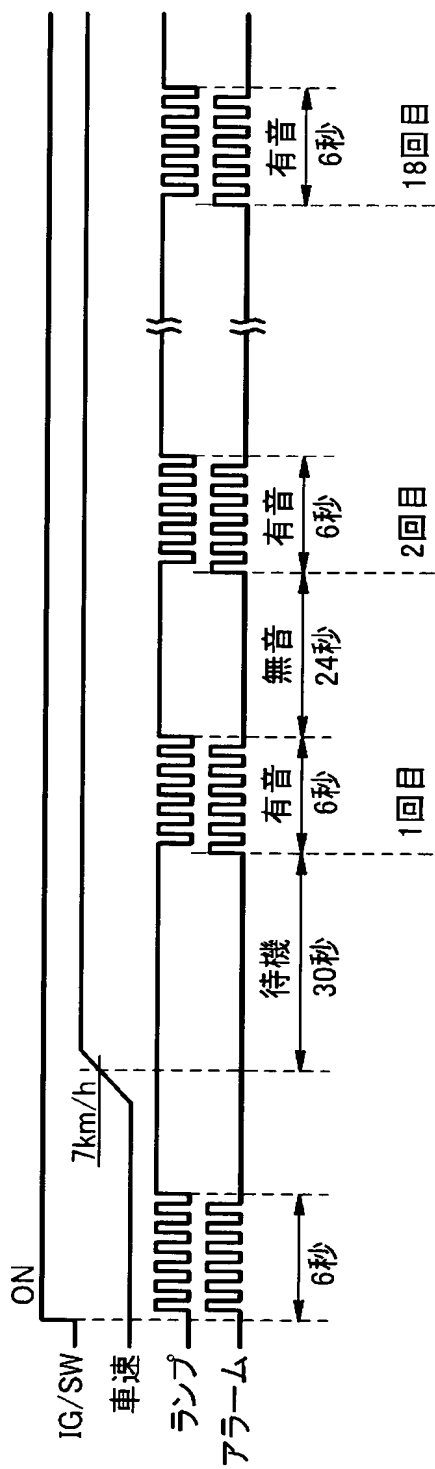 ON
IG/SW
7km/h
車速
ランプ
アラーム
6秒
待機
30秒
有音
6秒
無音
24秒
有音
6秒
有音
6秒
1回目
2回目
18回目